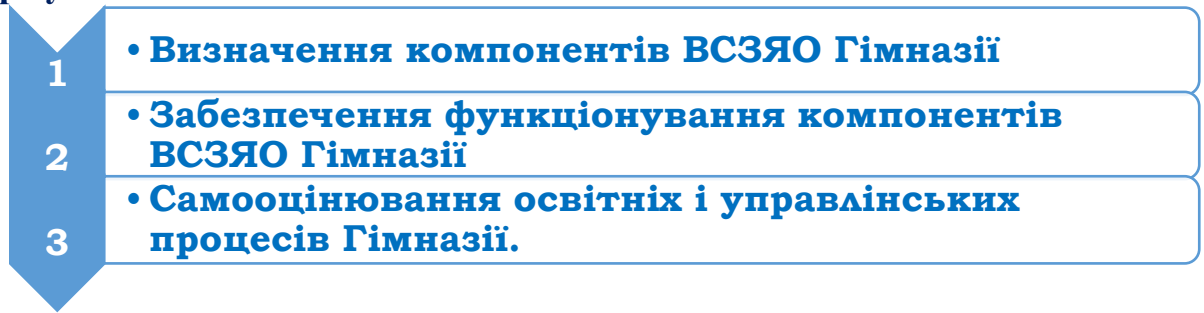 1
• Визначення компонентів ВСЗЯО Гімназії
2
• Забезпечення функціонування компонентів
ВСЗЯО Гімназії
3
• Самооцінювання освітніх і управлінських
процесів Гімназії.